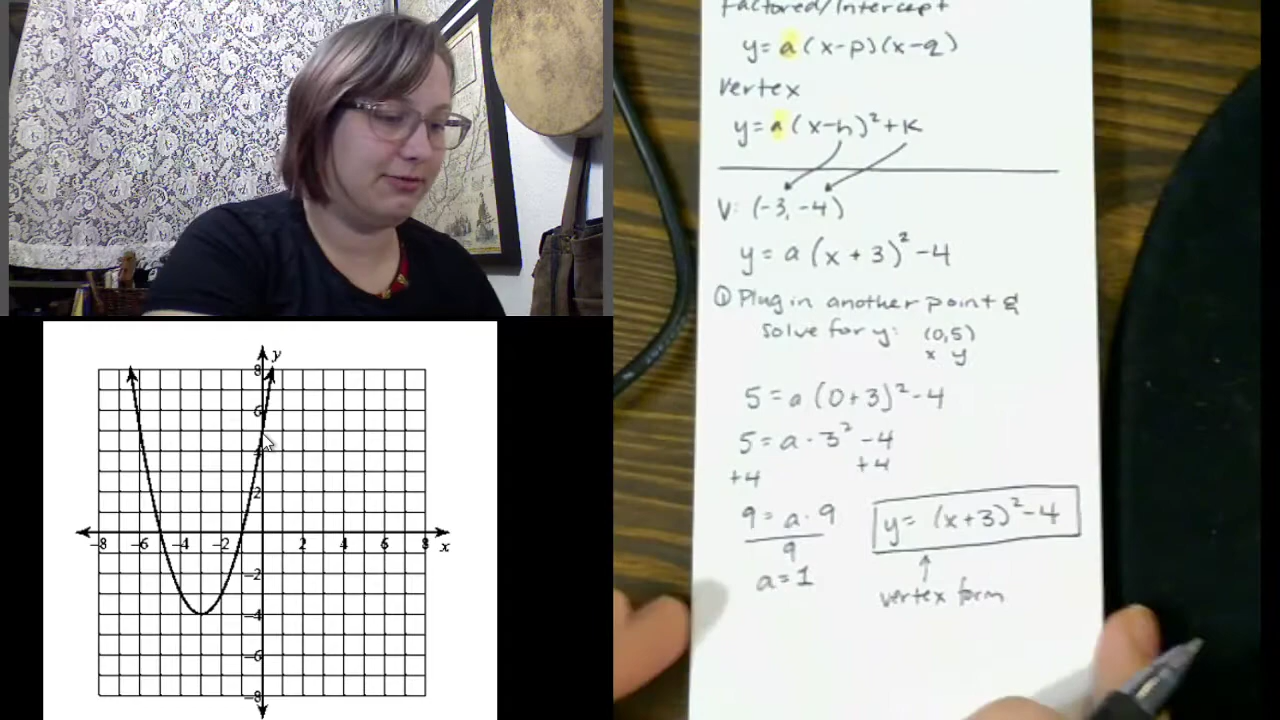 Factored/Intercept
y = a (x-p)(x-q)
Vertex
y = a (x-h)² + k
V: (-3, -4)
y = a (x + 3)² - 4
① Plug in another point &
solve for y: (0,5)
x y
5 = a (0+3)² - 4
5 = a · 3² - 4
+4 +4
9 = a · 9
9
a = 1
y = (x+3)² - 4
vertex form
y
8
6
4
2
-8 -6 -4 -2 2 4 6 8 x
-2
-4
-6
-8